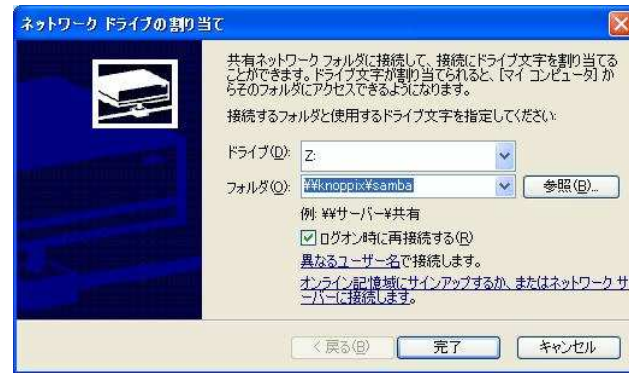 ネットワーク ドライブの割り当て
共有ネットワーク フォルダに接続して、接続にドライブ文字を割り当てる
ことができます。ドライブ文字が割り当てられると、[マイ コンピュータ] か
らそのフォルダにアクセスできるようになります。
接続するフォルダと使用するドライブ文字を指定してください:
ドライブ(D): Z:
フォルダ(O): ¥¥knoppix¥samba 参照(B)...
例: ¥¥サーバー¥共有
ログオン時に再接続する(R)
異なるユーザー名で接続します。
オンライン記憶域にサインアップするか、またはネットワーク サ
ーバーに接続します。
< 戻る(B) 完了 キャンセル